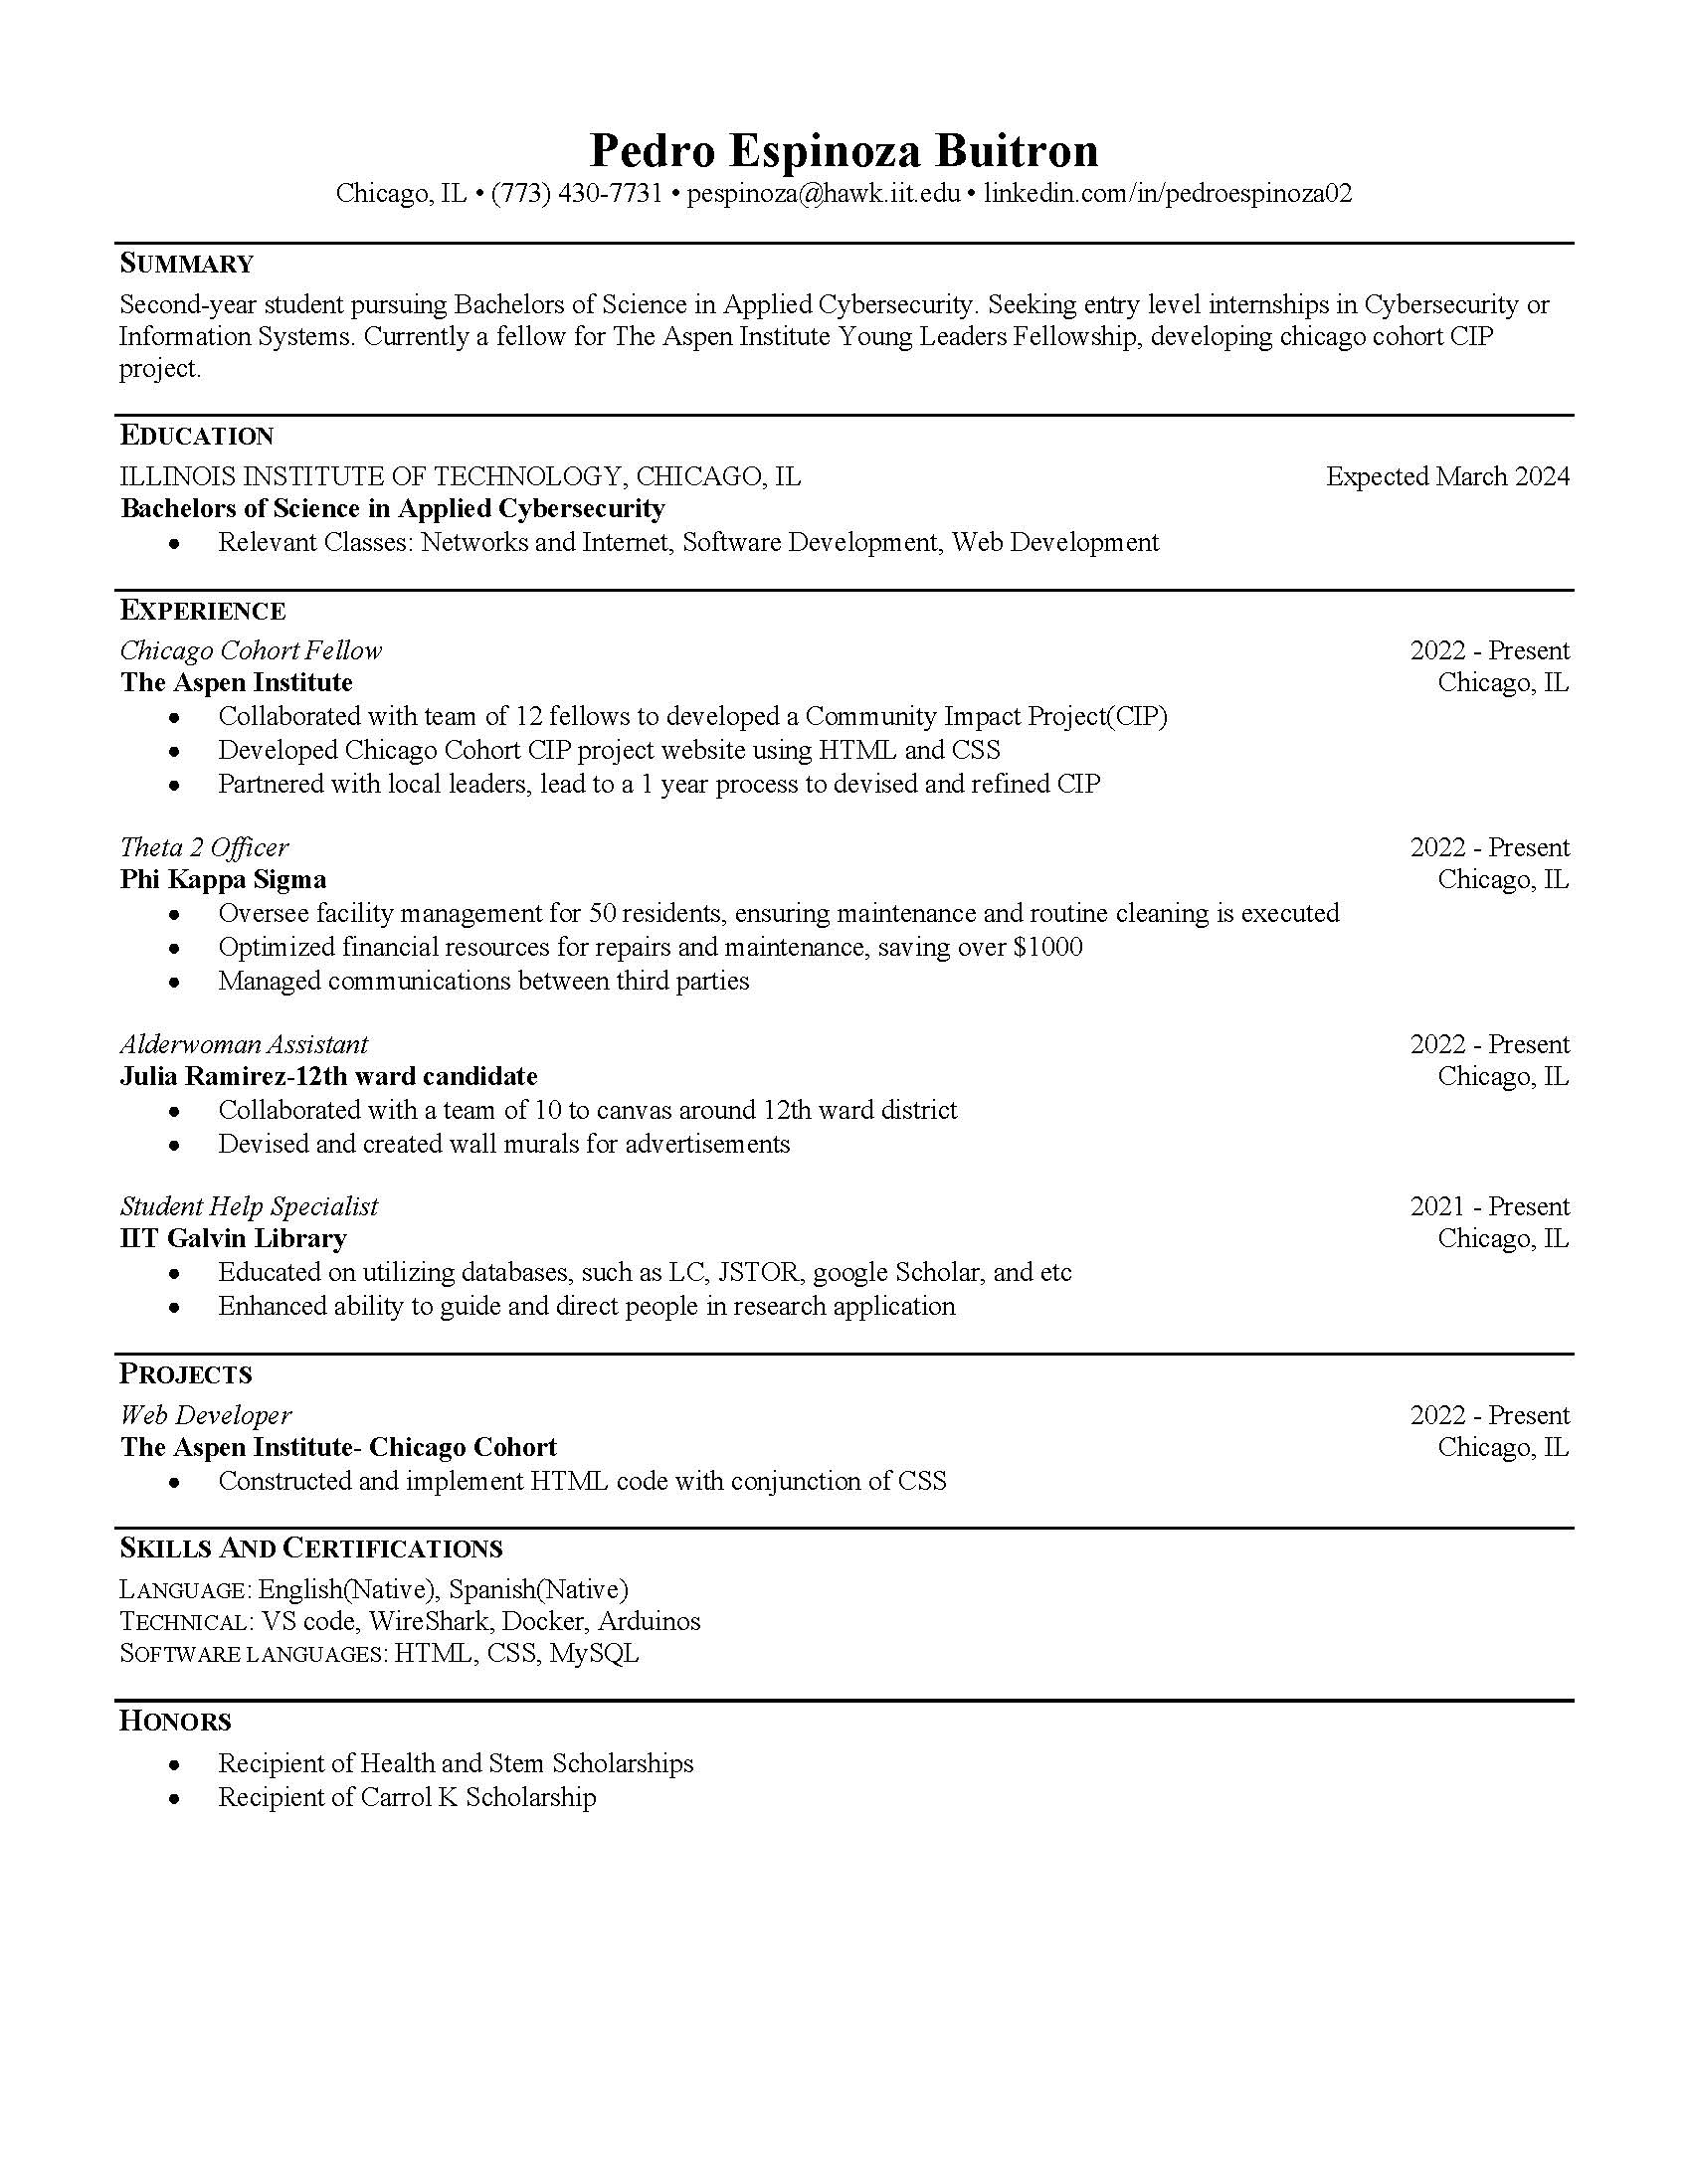 Pedro Espinoza Buitron
Chicago, IL • (773) 430-7731 • pespinoza@hawk.iit.edu • linkedin.com/in/pedroespinoza02
SUMMARY
Second-year student pursuing Bachelors of Science in Applied Cybersecurity. Seeking entry level internships in Cybersecurity or
Information Systems. Currently a fellow for The Aspen Institute Young Leaders Fellowship, developing chicago cohort CIP
project.
EDUCATION
ILLINOIS INSTITUTE OF TECHNOLOGY, CHICAGO, IL Expected March 2024
Bachelors of Science in Applied Cybersecurity
• Relevant Classes: Networks and Internet, Software Development, Web Development
EXPERIENCE
Chicago Cohort Fellow 2022 - Present
The Aspen Institute Chicago, IL
• Collaborated with team of 12 fellows to developed a Community Impact Project(CIP)
• Developed Chicago Cohort CIP project website using HTML and CSS
• Partnered with local leaders, lead to a 1 year process to devised and refined CIP
Theta 2 Officer 2022 - Present
Phi Kappa Sigma Chicago, IL
• Oversee facility management for 50 residents, ensuring maintenance and routine cleaning is executed
• Optimized financial resources for repairs and maintenance, saving over $1000
• Managed communications between third parties
Alderwoman Assistant 2022 - Present
Julia Ramirez-12th ward candidate Chicago, IL
• Collaborated with a team of 10 to canvas around 12th ward district
• Devised and created wall murals for advertisements
Student Help Specialist 2021 - Present
IIT Galvin Library Chicago, IL
• Educated on utilizing databases, such as LC, JSTOR, google Scholar, and etc
• Enhanced ability to guide and direct people in research application
PROJECTS
Web Developer 2022 - Present
The Aspen Institute- Chicago Cohort Chicago, IL
• Constructed and implement HTML code with conjunction of CSS
SKILLS AND CERTIFICATIONS
LANGUAGE: English(Native), Spanish(Native)
TECHNICAL: VS code, WireShark, Docker, Arduinos
SOFTWARE LANGUAGES: HTML, CSS, MySQL
HONORS
• Recipient of Health and Stem Scholarships
• Recipient of Carrol K Scholarship